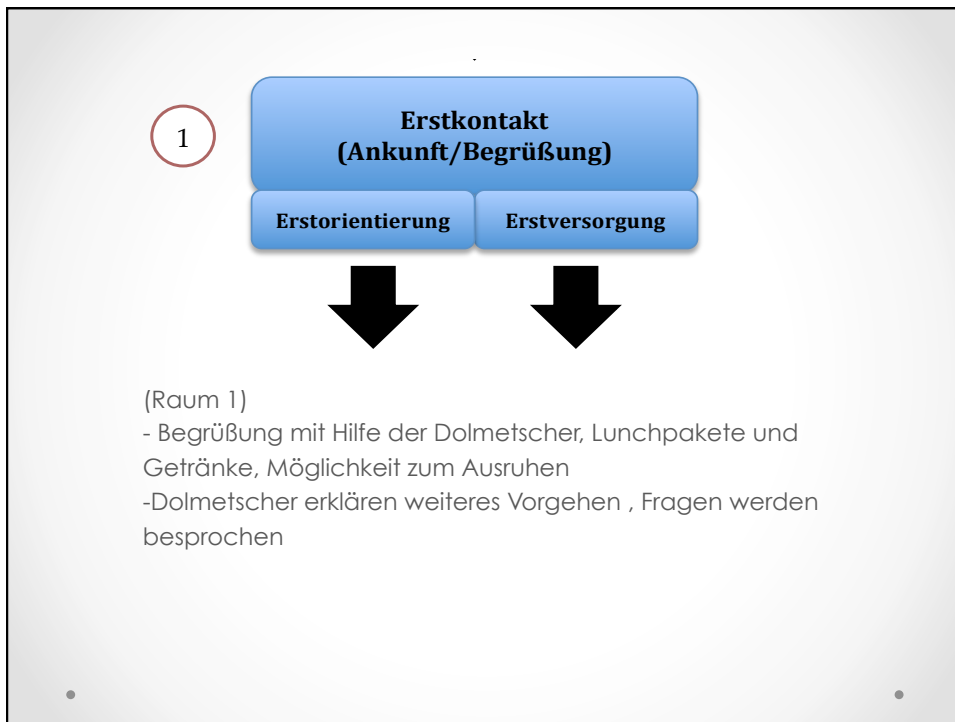 1
Erstkontakt
(Ankunft/Begrüßung)
Erstorientierung
Erstversorgung
(Raum 1)
- Begrüßung mit Hilfe der Dolmetscher, Lunchpakete und
Getränke, Möglichkeit zum Ausruhen
-Dolmetscher erklären weiteres Vorgehen , Fragen werden
besprochen